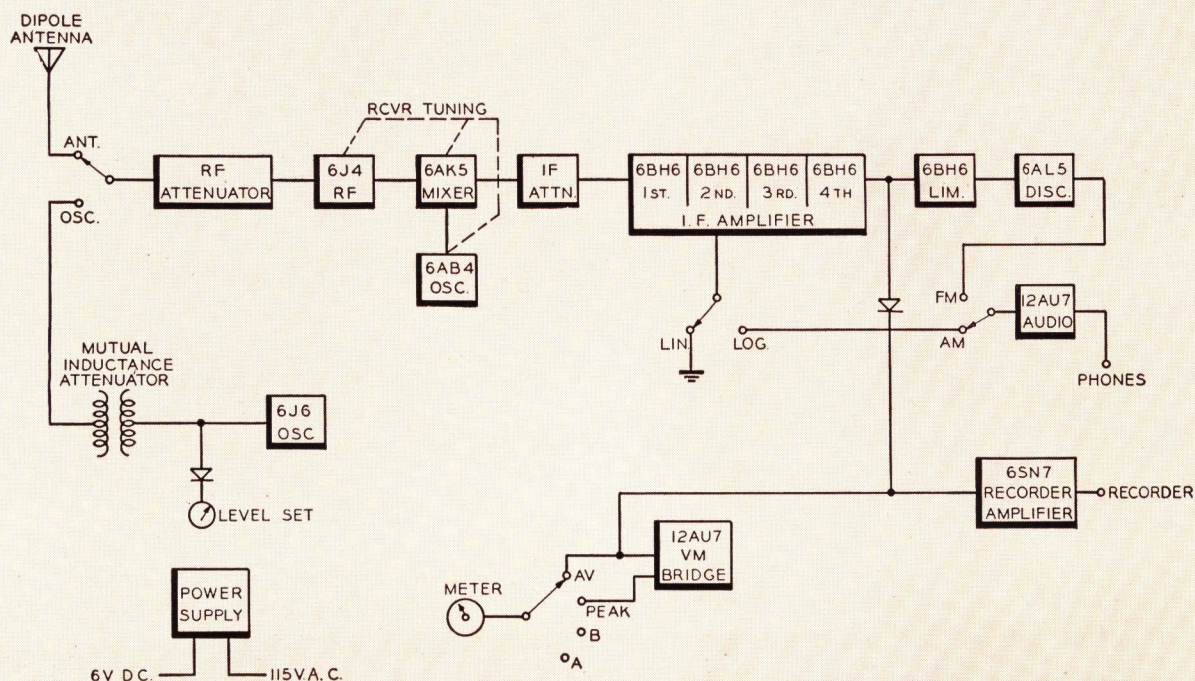 DIPOLE
ANTENNA
RCVR TUNING
ANT.
OSC.
RF
ATTENUATOR
6J4
RF
6AK5
MIXER
IF
ATTN.
6BH6
1ST.
6BH6
2ND.
6BH6
3RD.
6BH6
4TH
I.F. AMPLIFIER
6BH6
LIM.
6AL5
DISC.
6AB4
OSC.
LIN.
LOG.
FM
AM
12AU7
AUDIO
PHONES
MUTUAL
INDUCTANCE
ATTENUATOR
6J6
OSC
LEVEL SET
6SN7
RECORDER
AMPLIFIER
RECORDER
12AU7
VM
BRIDGE
METER
AV
PEAK
B
A
POWER
SUPPLY
6V D.C.
115V. A. C.